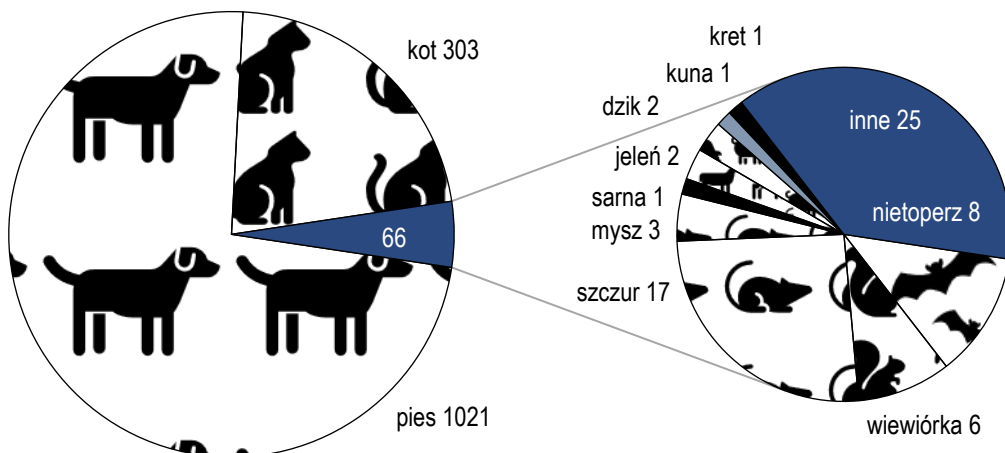 kot 303
66
pies 1021
kret 1
kuna 1
dzik 2
jeleń 2
sarna 1
mysz 3
szczur 17
inne 25
nietoperz 8
wiewiórka 6